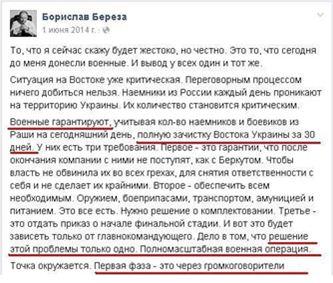 Борислав Береза
1 июня 2014 г.
То, что я сейчас скажу будет жестоко, но честно. Это то, что сегодня
до меня донесли военные. И вывод у всех один и тот же.
Ситуация на Востоке уже критическая. Переговорным процессом
ничего добиться нельзя. Наемники из России каждый день проникают
на территорию Украины. Их количество становится критическим.
Военные гарантируют, учитывая кол-во наемников и боевиков из
Раши на сегодняшний день, полную зачистку Востока Украины за 30
дней. У них есть три требования. Первое - это гарантии, что после
окончания компании с ними не поступят, как с Беркутом. Чтобы
власть не обвинила их во всех грехах, для снятия ответственности с
себя и не сделает их крайними. Второе - обеспечить всем
необходимым. Оружием, боеприпасами, транспортом, амуницией и
питанием. Это все есть. Нужно решение о комплектовании. Третье -
это отдать приказ о начале финальной стадии. И вот это будет
зависеть только от главнокомандующего. Дело в том, что решение
этой проблемы только одно. Полномасштабная военная операция.
Точка окружается. Первая фаза - это через громкоговорители